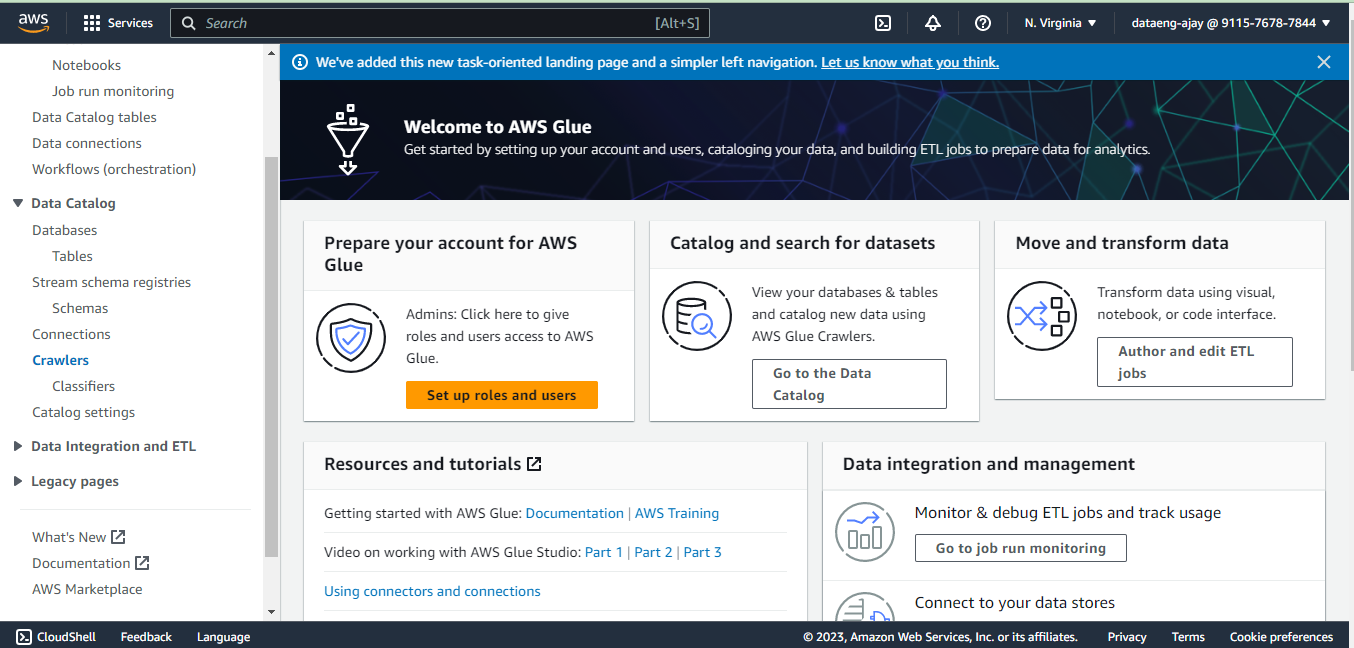 aws
Services
Search
[Alt+S]
N. Virginia
dataeng-ajay @ 9115-7678-7844
Notebooks
Job run monitoring
Data Catalog tables
Data connections
Workflows (orchestration)
Data Catalog
Databases
Tables
Stream schema registries
Schemas
Connections
Crawlers
Classifiers
Catalog settings
Data Integration and ETL
Legacy pages
What's New
Documentation
AWS Marketplace
We've added this new task-oriented landing page and a simpler left navigation. Let us know what you think.
Welcome to AWS Glue
Get started by setting up your account and users, cataloging your data, and building ETL jobs to prepare data for analytics.
Prepare your account for AWS
Glue
Admins: Click here to give
roles and users access to AWS
Glue.
Set up roles and users
Catalog and search for datasets
View your databases & tables
and catalog new data using
AWS Glue Crawlers.
Go to the Data
Catalog
Move and transform data
Transform data using visual,
notebook, or code interface.
Author and edit ETL
jobs
Resources and tutorials
Getting started with AWS Glue: Documentation | AWS Training
Video on working with AWS Glue Studio: Part 1 | Part 2 | Part 3
Using connectors and connections
Data integration and management
Monitor & debug ETL jobs and track usage
Go to job run monitoring
Connect to your data stores
CloudShell
Feedback
Language
© 2023, Amazon Web Services, Inc. or its affiliates.
Privacy
Terms
Cookie preferences